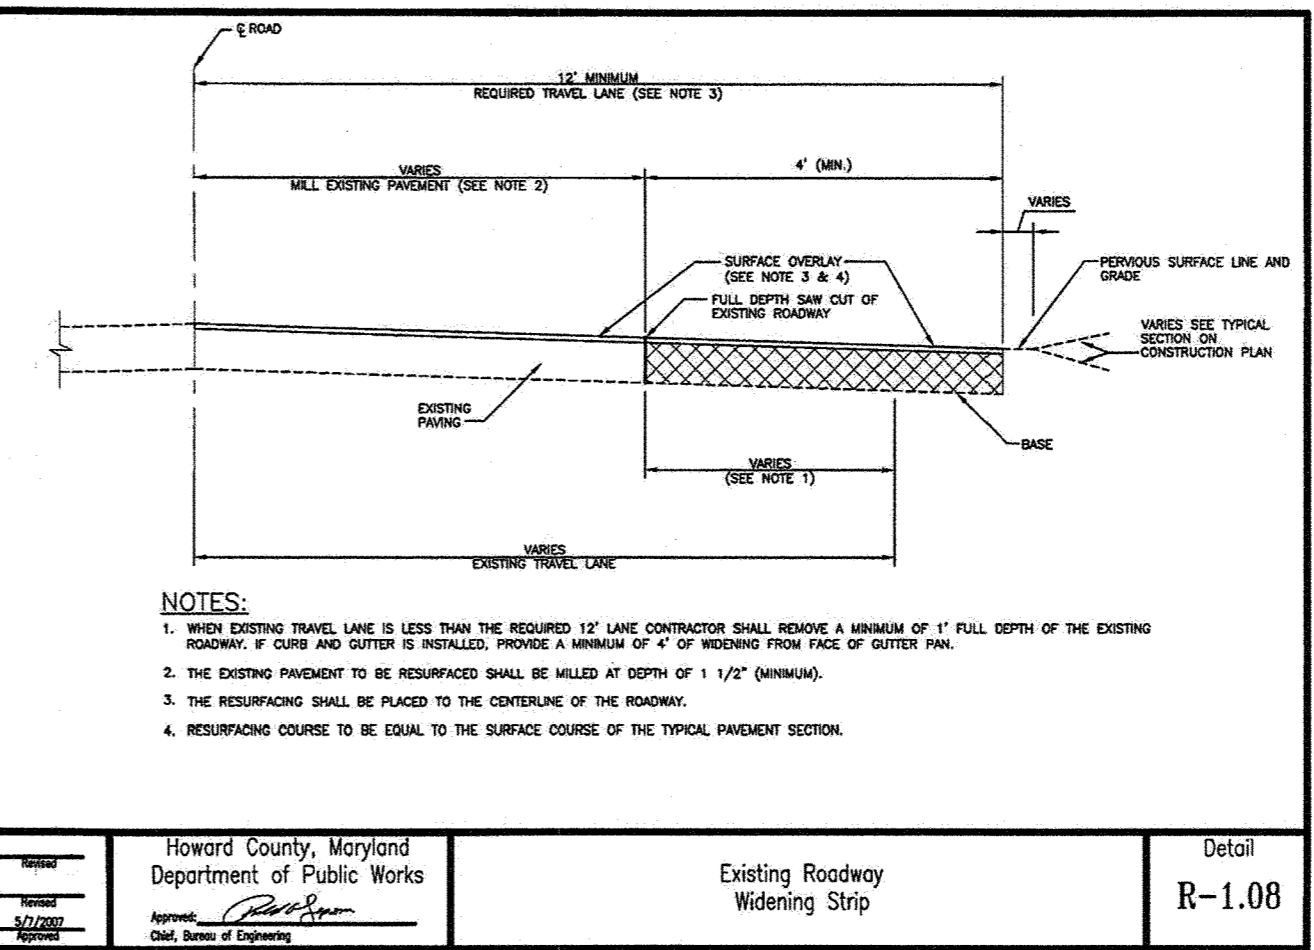 ℄ ROAD
12' MINIMUM
REQUIRED TRAVEL LANE (SEE NOTE 3)
VARIES
MILL EXISTING PAVEMENT (SEE NOTE 2)
4' (MIN.)
VARIES
SURFACE OVERLAY
(SEE NOTE 3 & 4)
FULL DEPTH SAW CUT OF
EXISTING ROADWAY
PERVIOUS SURFACE LINE AND
GRADE
VARIES SEE TYPICAL
SECTION ON
CONSTRUCTION PLAN
EXISTING
PAVING
BASE
VARIES
(SEE NOTE 1)
VARIES
EXISTING TRAVEL LANE
NOTES:
1. WHEN EXISTING TRAVEL LANE IS LESS THAN THE REQUIRED 12' LANE CONTRACTOR SHALL REMOVE A MINIMUM OF 1' FULL DEPTH OF THE EXISTING
ROADWAY. IF CURB AND GUTTER IS INSTALLED, PROVIDE A MINIMUM OF 4' OF WIDENING FROM FACE OF GUTTER PAN.
2. THE EXISTING PAVEMENT TO BE RESURFACED SHALL BE MILLED AT DEPTH OF 1 1/2" (MINIMUM).
3. THE RESURFACING SHALL BE PLACED TO THE CENTERLINE OF THE ROADWAY.
4. RESURFACING COURSE TO BE EQUAL TO THE SURFACE COURSE OF THE TYPICAL PAVEMENT SECTION.
Revised
Revised
5/7/2007
Approved
Howard County, Maryland
Department of Public Works
Approved:
Chief, Bureau of Engineering
Existing Roadway
Widening Strip
Detail
R-1.08